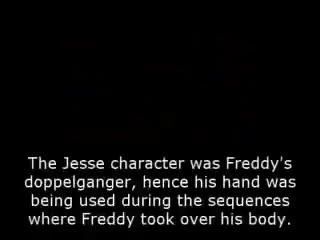 The Jesse character was Freddy's
doppelganger, hence his hand was
being used during the sequences
where Freddy took over his body.